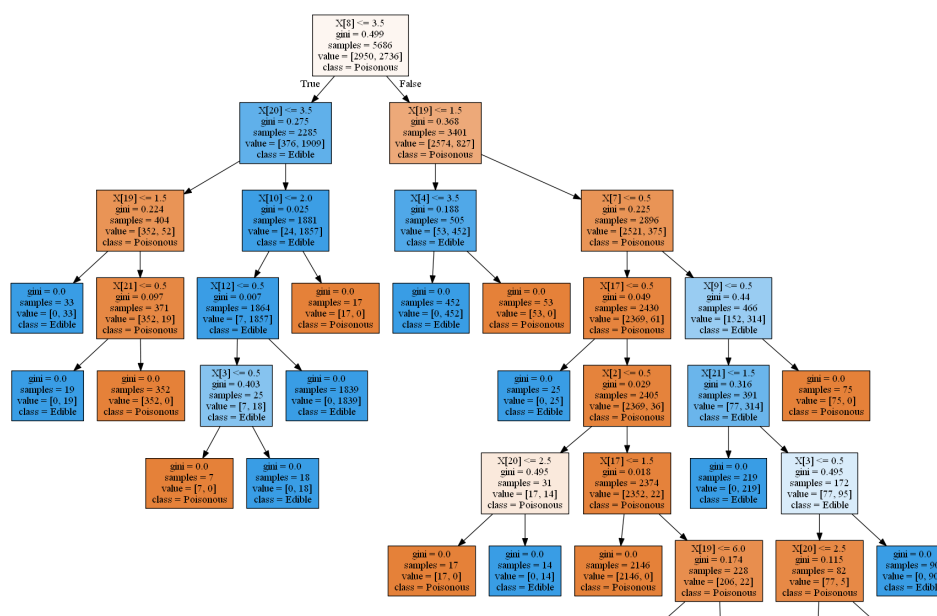 X[8] <= 3.5
gini = 0.499
samples = 5686
value = [2950, 2736]
class = Poisonous
True
False
X[20] <= 3.5
gini = 0.275
samples = 2285
value = [376, 1909]
class = Edible
X[19] <= 1.5
gini = 0.368
samples = 3401
value = [2574, 827]
class = Poisonous
X[19] <= 1.5
gini = 0.224
samples = 404
value = [352, 52]
class = Poisonous
X[10] <= 2.0
gini = 0.025
samples = 1881
value = [24, 1857]
class = Edible
X[4] <= 3.5
gini = 0.188
samples = 505
value = [53, 452]
class = Edible
X[7] <= 0.5
gini = 0.225
samples = 2896
value = [2521, 375]
class = Poisonous
gini = 0.0
samples = 33
value = [0, 33]
class = Edible
X[21] <= 0.5
gini = 0.097
samples = 371
value = [352, 19]
class = Poisonous
X[12] <= 0.5
gini = 0.007
samples = 1864
value = [7, 1857]
class = Edible
gini = 0.0
samples = 17
value = [17, 0]
class = Poisonous
gini = 0.0
samples = 452
value = [0, 452]
class = Edible
gini = 0.0
samples = 53
value = [53, 0]
class = Poisonous
X[17] <= 0.5
gini = 0.049
samples = 2430
value = [2369, 61]
class = Poisonous
X[9] <= 0.5
gini = 0.44
samples = 466
value = [152, 314]
class = Edible
gini = 0.0
samples = 19
value = [0, 19]
class = Edible
gini = 0.0
samples = 352
value = [352, 0]
class = Poisonous
X[3] <= 0.5
gini = 0.403
samples = 25
value = [7, 18]
class = Edible
gini = 0.0
samples = 1839
value = [0, 1839]
class = Edible
gini = 0.0
samples = 25
value = [0, 25]
class = Edible
X[2] <= 0.5
gini = 0.029
samples = 2405
value = [2369, 36]
class = Poisonous
X[21] <= 1.5
gini = 0.316
samples = 391
value = [77, 314]
class = Edible
gini = 0.0
samples = 75
value = [75, 0]
class = Poisonous
gini = 0.0
samples = 7
value = [7, 0]
class = Poisonous
gini = 0.0
samples = 18
value = [0, 18]
class = Edible
X[20] <= 2.5
gini = 0.495
samples = 31
value = [17, 14]
class = Poisonous
X[17] <= 1.5
gini = 0.018
samples = 2374
value = [2352, 22]
class = Poisonous
gini = 0.0
samples = 219
value = [0, 219]
class = Edible
X[3] <= 0.5
gini = 0.495
samples = 172
value = [77, 95]
class = Edible
gini = 0.0
samples = 17
value = [17, 0]
class = Poisonous
gini = 0.0
samples = 14
value = [0, 14]
class = Edible
gini = 0.0
samples = 2146
value = [2146, 0]
class = Poisonous
X[19] <= 6.0
gini = 0.174
samples = 228
value = [206, 22]
class = Poisonous
X[20] <= 2.5
gini = 0.115
samples = 82
value = [77, 5]
class = Poisonous
gini = 0.0
samples = 90
value = [0, 90
class = Edible